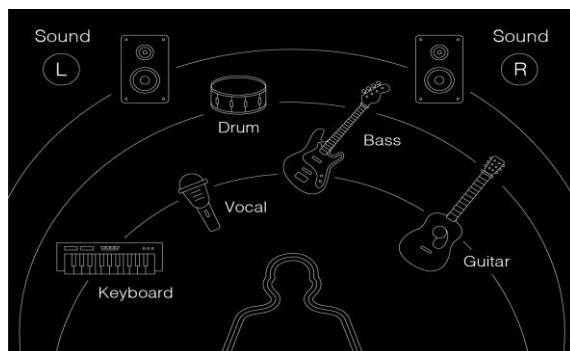 Sound
L
Sound
R
Drum
Bass
Vocal
Guitar
Keyboard